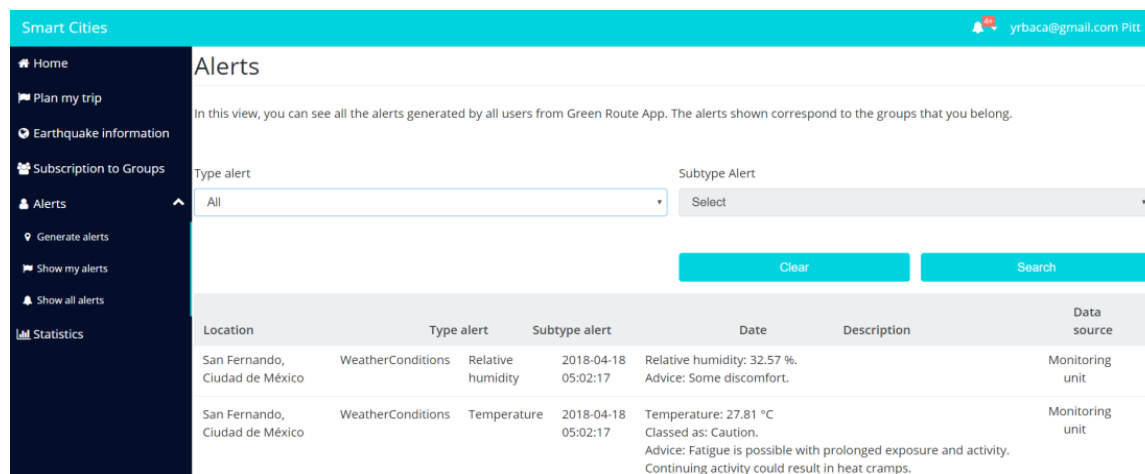 Smart Cities
4+
yrbaca@gmail.com Pitt
Home
Plan my trip
Earthquake information
Subscription to Groups
Alerts
Generate alerts
Show my alerts
Show all alerts
Statistics
Alerts
In this view, you can see all the alerts generated by all users from Green Route App. The alerts shown correspond to the groups that you belong.
Type alert
Subtype Alert
All
Select
Clear
Search
Location Type alert Subtype alert Date Description Data source
San Fernando, WeatherConditions Relative 2018-04-18 Relative humidity: 32.57 %. Monitoring
Ciudad de México humidity 05:02:17 Advice: Some discomfort. unit
San Fernando, WeatherConditions Temperature 2018-04-18 Temperature: 27.81 °C Monitoring
Ciudad de México 05:02:17 Classed as: Caution. unit
Advice: Fatigue is possible with prolonged exposure and activity.
Continuing activity could result in heat cramps.